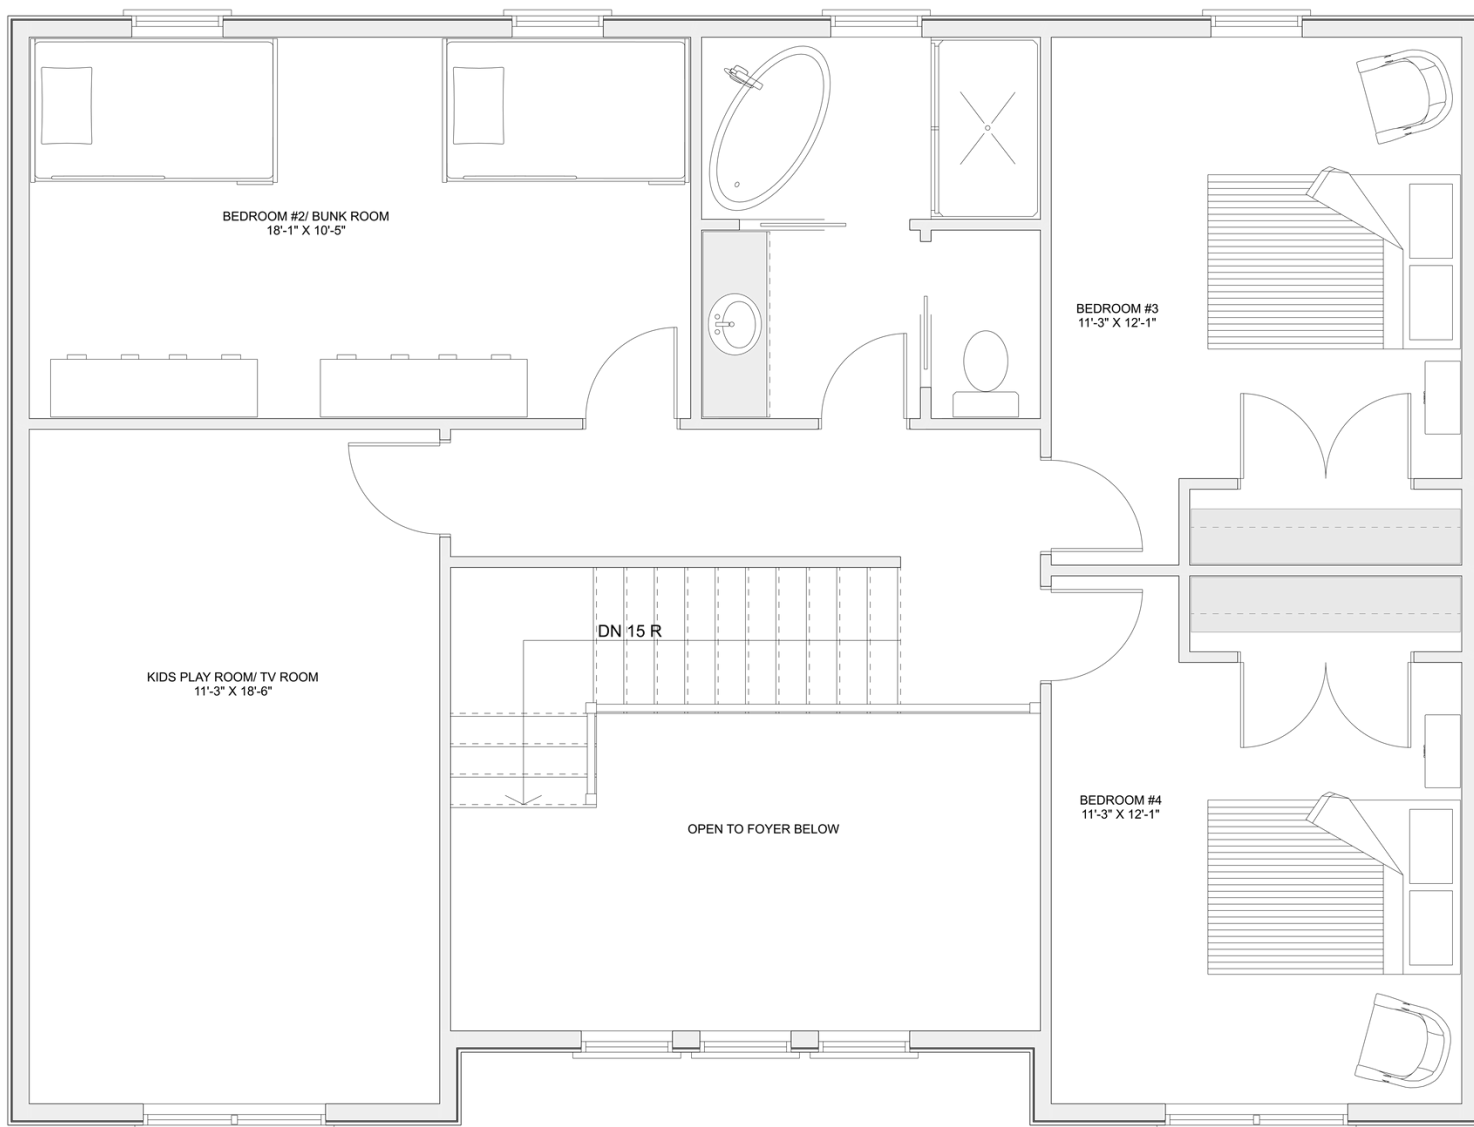 BEDROOM #2/ BUNK ROOM
18'-1" X 10'-5"
BEDROOM #3
11'-3" X 12'-1"
DN 15 R
KIDS PLAY ROOM/ TV ROOM
11'-3" X 18'-6"
BEDROOM #4
11'-3" X 12'-1"
OPEN TO FOYER BELOW